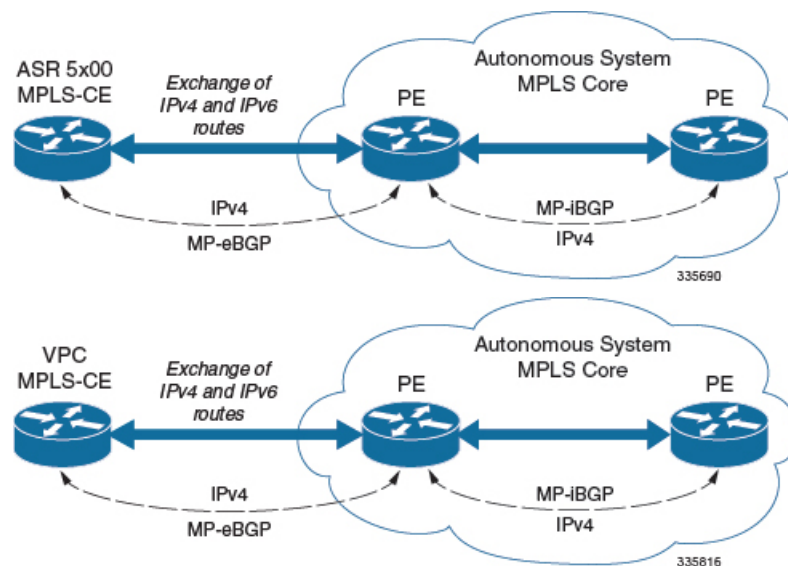 ASR 5x00
MPLS-CE
Exchange of
IPv4 and IPv6
routes
Autonomous System
MPLS Core
PE
PE
IPv4
MP-eBGP
MP-iBGP
IPv4
335690
VPC
MPLS-CE
Exchange of
IPv4 and IPv6
routes
Autonomous System
MPLS Core
PE
PE
IPv4
MP-eBGP
MP-iBGP
IPv4
335816